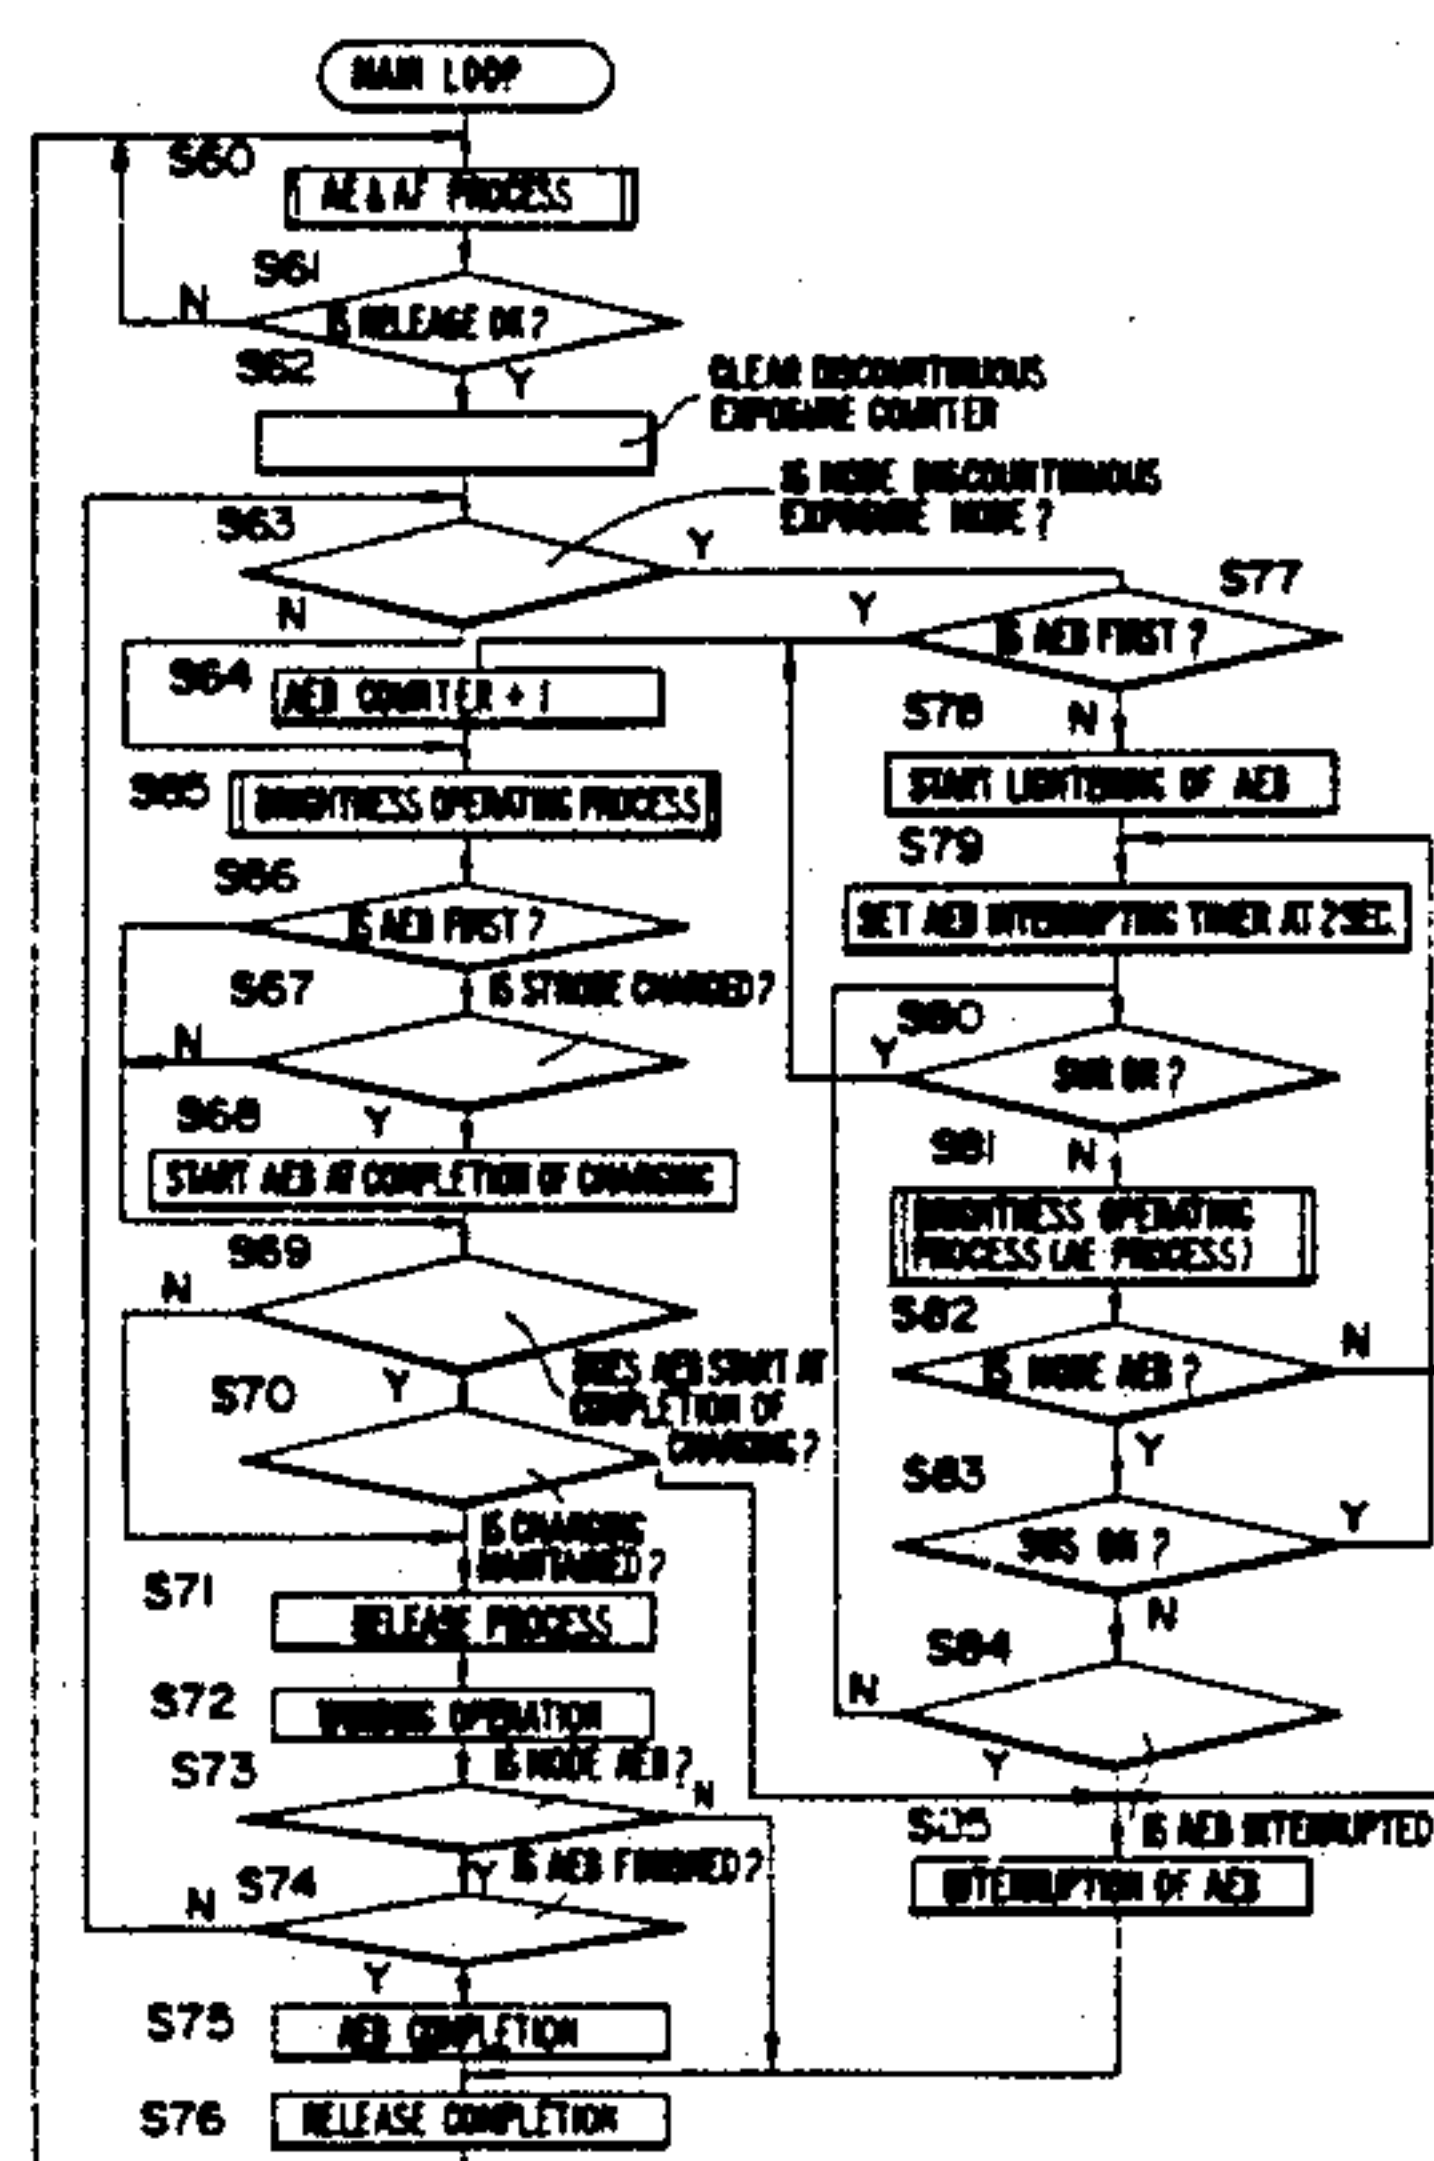 MAIN LOOP
S60
AE & AF PROCESS
S61
N
IS RELEASE OK ?
S62
Y
CLEAR DISCOUNTINUOUS
EXPOSURE COUNTER
S63
IS MODE DISCOUNTINUOUS
EXPOSURE MODE ?
Y
N
S77
Y
IS AEB FIRST ?
S64
AEB COUNTER + 1
S78
N
START LIGHTENING OF AEB
S65
BRIGHTNESS OPERATING PROCESS
S79
SET AEB INTERRUPTING TIMER AT 2SEC.
S66
IS AEB FIRST ?
S67
IS STROBE CHARGED ?
N
S80
Y
ON ?
S68
Y
START AEB AT COMPLETION OF CHARGING
S81
N
BRIGHTNESS OPERATING
PROCESS (AE PROCESS)
S69
N
Y
DOES AEB START AT
COMPLETION OF
CHARGING ?
S82
IS MODE AEB ?
N
Y
S70
IS CHARGING
MAINTAINED ?
S83
ON ?
Y
N
S71
RELEASE PROCESS
S84
N
Y
S72
WINDING OPERATION
S73
IS MODE AEB ?
N
Y
S85
IS AEB INTERRUPTED
INTERRUPTION OF AEB
S74
IS AEB FINISHED ?
N
Y
S75
AEB COMPLETION
S76
RELEASE COMPLETION